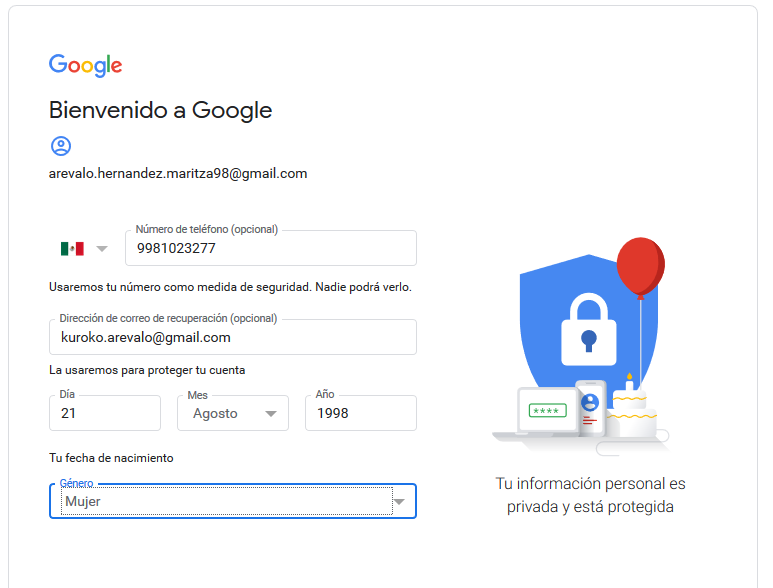 Google
Bienvenido a Google
arevalo.hernandez.maritza98@gmail.com
Número de teléfono (opcional)
9981023277
Usaremos tu número como medida de seguridad. Nadie podrá verlo.
Dirección de correo de recuperación (opcional)
kuroko.arevalo@gmail.com
La usaremos para proteger tu cuenta
Día Mes Año
21 Agosto 1998
Tu fecha de nacimiento
Género
Mujer
****
Tu información personal es
privada y está protegida